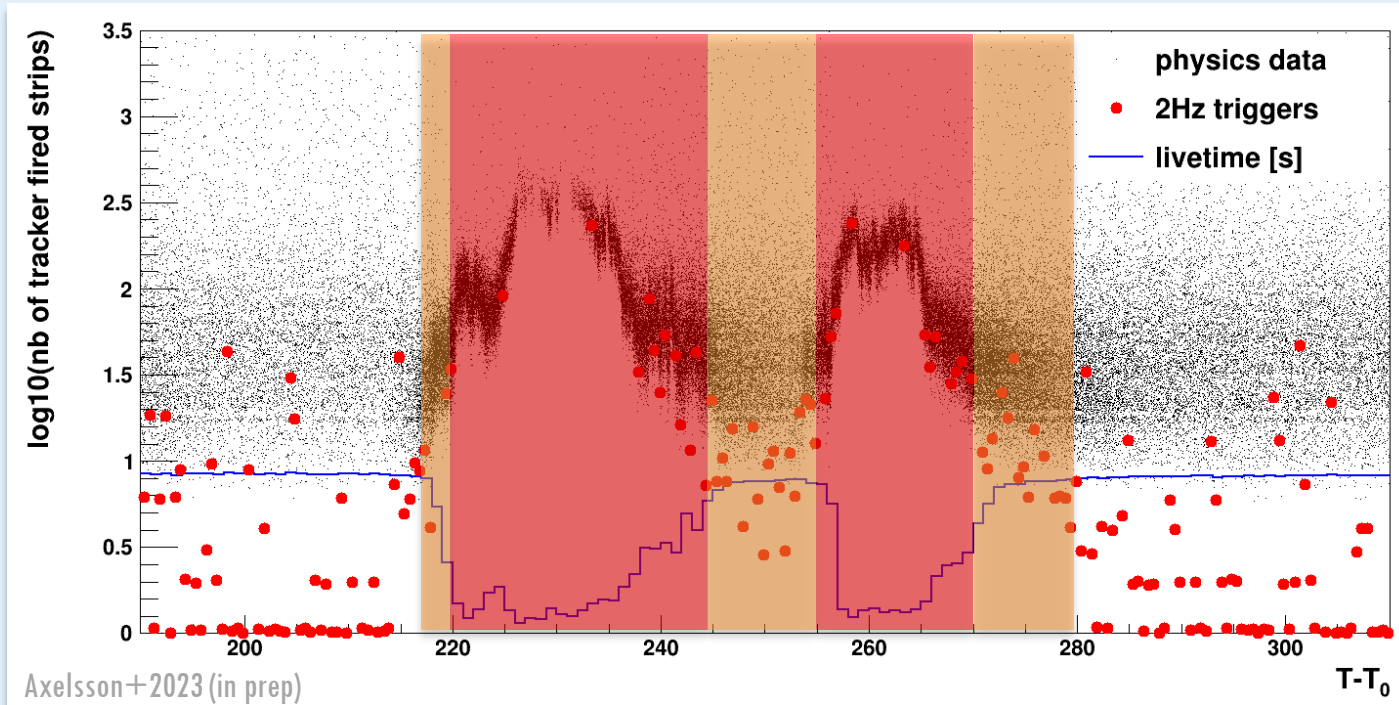 log10(nb of tracker fired strips)
3.5
3
2.5
2
1.5
1
0.5
0
physics data
2Hz triggers
livetime [s]
200
220
240
260
280
300
T-T0
Axelsson+2023 (in prep)